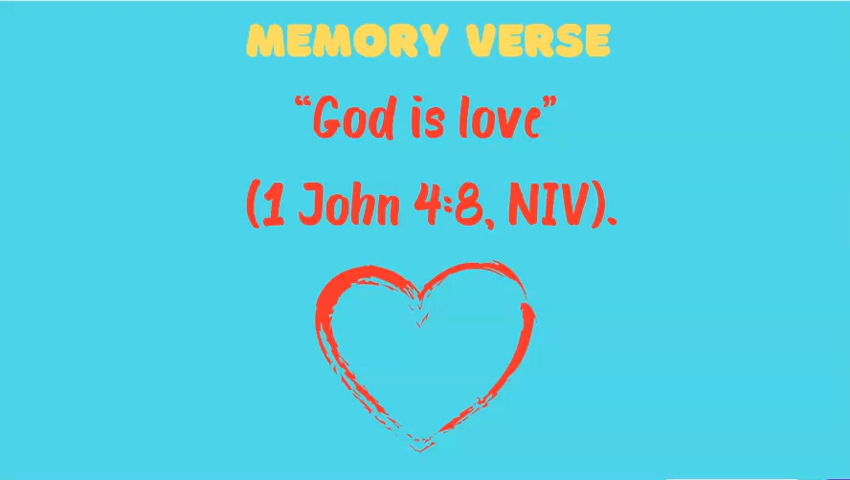 MEMORY VERSE
“God is love”
(1 John 4:8, NIV).